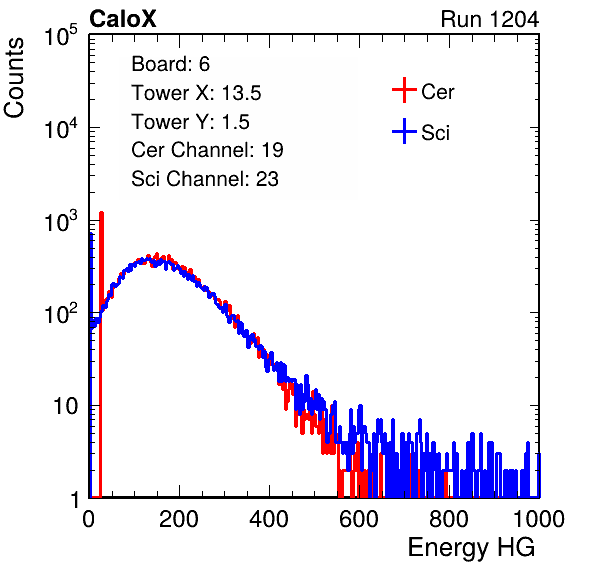 CaloX Run 1204
Counts
10^5
10^4
10^3
10^2
10
1
Board: 6
Tower X: 13.5
Tower Y: 1.5
Cer Channel: 19
Sci Channel: 23
Cer
Sci
0 200 400 600 800 1000
Energy HG